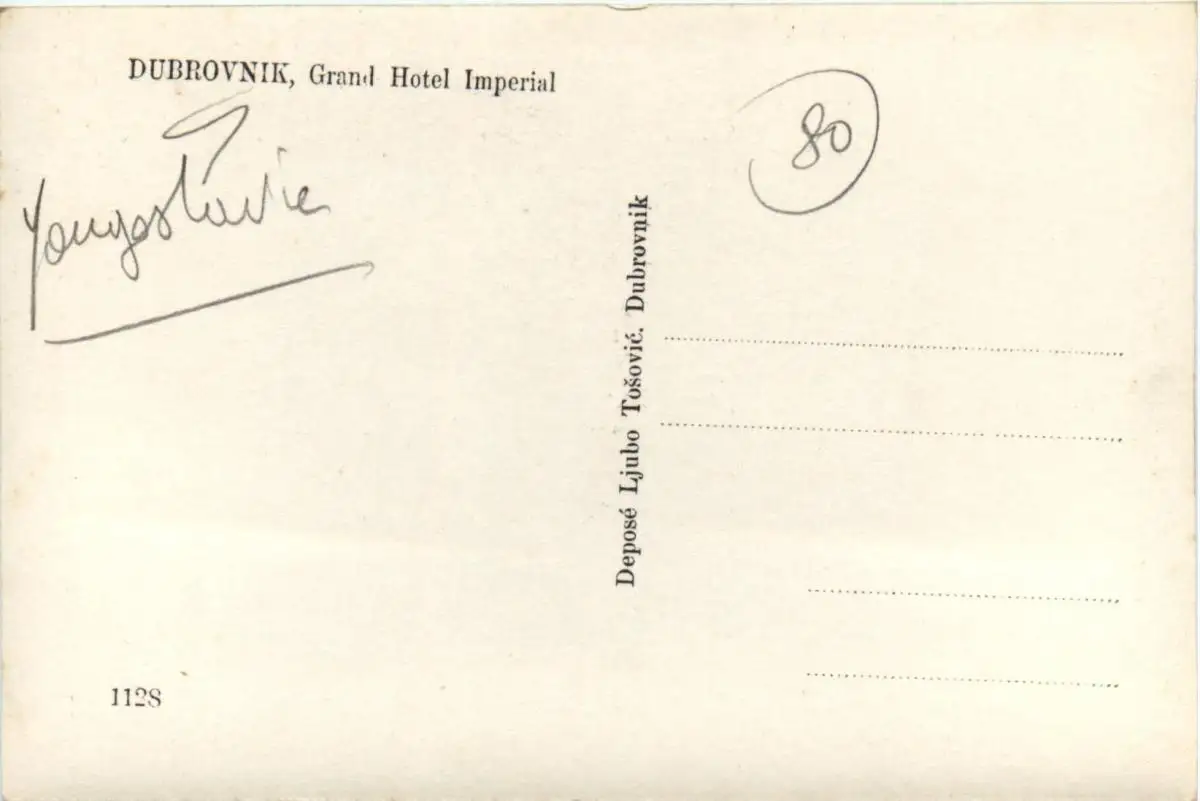 DUBROVNIK, Grand Hotel Imperial
Yougoslavie
80
Deposé Ljubo Tošović. Dubrovnik
1128